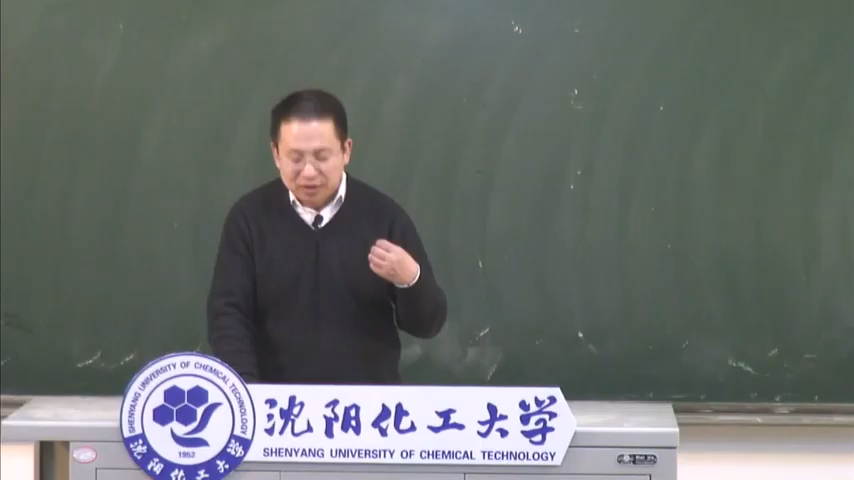 SHENYANG UNIVERSITY OF CHEMICAL TECHNOLOGY
1952
沈阳化工大学
沈阳化工大学
SHENYANG UNIVERSITY OF CHEMICAL TECHNOLOGY